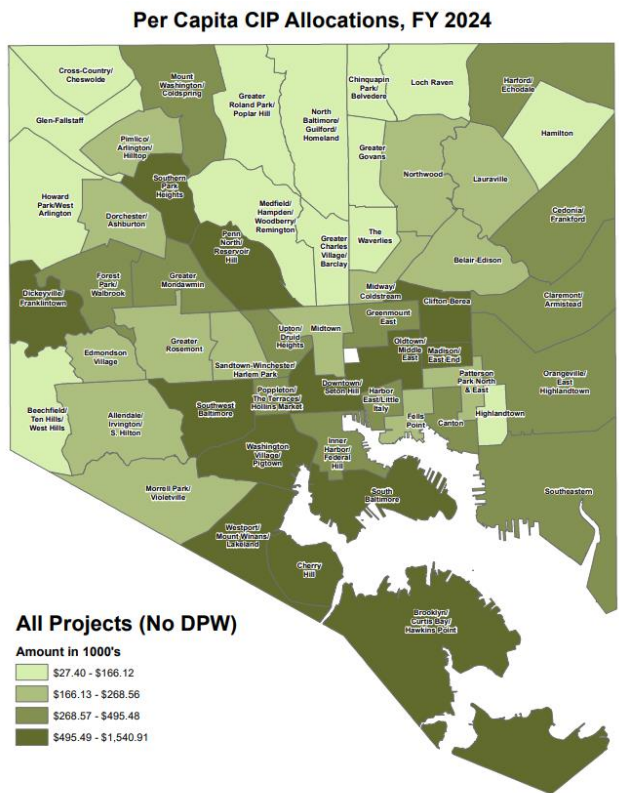 Per Capita CIP Allocations, FY 2024
Cross-Country/
Cheswolde
Mount
Washington/
Coldspring
Greater
Roland Park/
Poplar Hill
North
Baltimore/
Guilford/
Homeland
Chinquapin
Park/
Belvedere
Loch Raven
Harford/
Echodale
Glen-Fallstaff
Hamilton
Pimlico/
Arlington/
Hilltop
Greater
Govans
Northwood
Lauraville
Southern
Park
Heights
Howard
Park/West
Arlington
Medfield/
Hampden/
Woodberry/
Remington
Cedonia/
Frankford
Dorchester/
Ashburton
Penn
North/
Reservoir
Hill
Greater
Charles
Village/
Barclay
The
Waverlies
Belair-Edison
Dickeyville/
Franklintown
Forest
Park/
Walbrook
Greater
Mondawmin
Midway/
Coldstream
Clifton-Berea
Claremont/
Armistead
Greenmount
East
Edmondson
Village
Greater
Rosemont
Upton/
Druid
Heights
Midtown
Oldtown/
Middle
East
Madison/
East End
Sandtown-Winchester/
Harlem Park
Patterson
Park North
& East
Orangeville/
East
Highlandtown
Beechfield/
Ten Hills/
West Hills
Allendale/
Irvington/
S. Hilton
Southwest
Baltimore
Poppleton/
The Terraces/
Hollins Market
Downtown/
Seton Hill
Harbor
East/Little
Italy
Fells
Point
Canton
Highlandtown
Washington
Village/
Pigtown
Inner
Harbor/
Federal
Hill
Morrell Park/
Violetville
South
Baltimore
Southeastern
Westport/
Mount Winans/
Lakeland
Cherry
Hill
Brooklyn/
Curtis Bay/
Hawkins Point
All Projects (No DPW)
Amount in 1000's
$27.40 - $166.12
$166.13 - $268.56
$268.57 - $495.48
$495.49 - $1,540.91